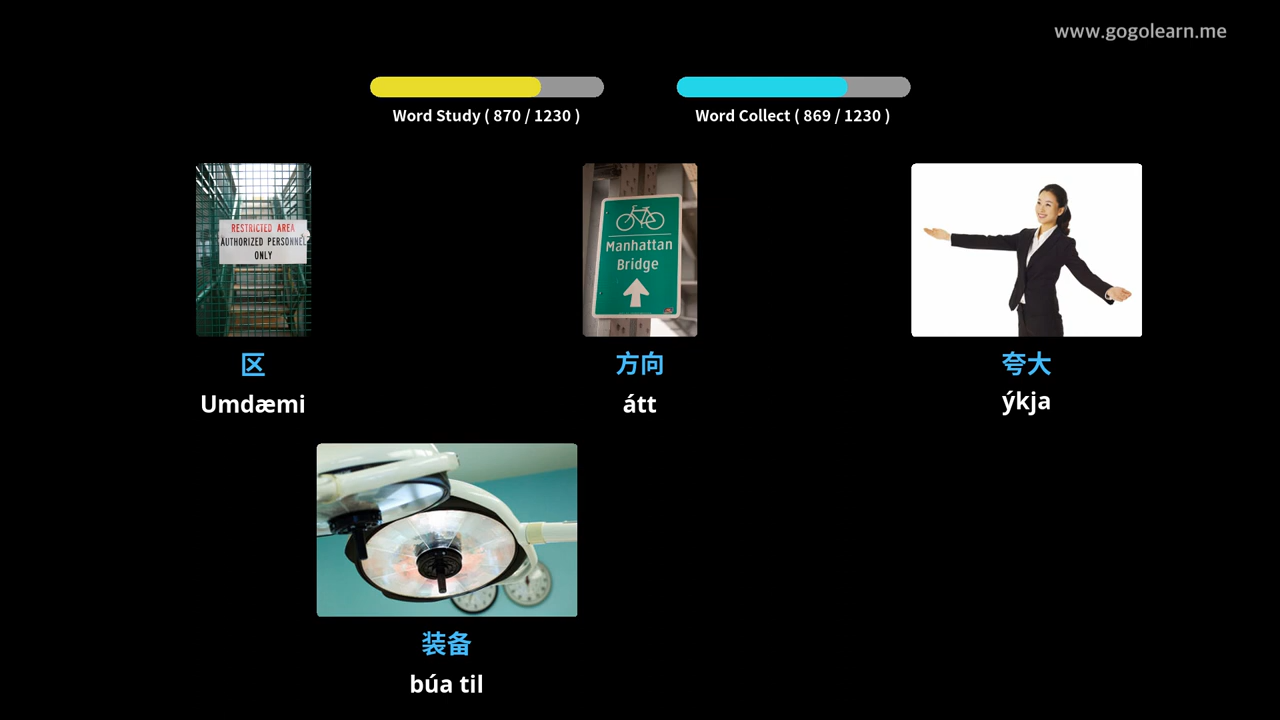 www.gogolearn.me
Word Study ( 870 / 1230 )
Word Collect ( 869 / 1230 )
RESTRICTED AREA
AUTHORIZED PERSONNEL
ONLY
Manhattan
Bridge
区
方向
夸大
Umdæmi
átt
ýkja
装备
búa til